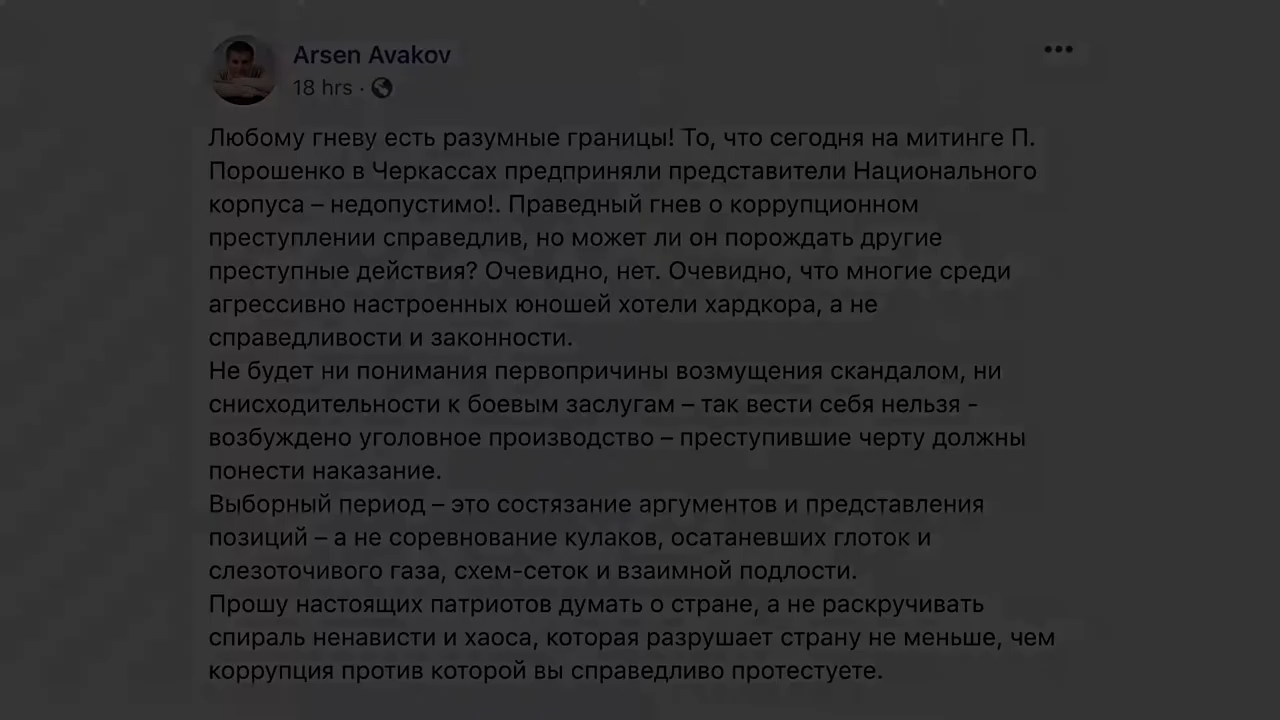 Arsen Avakov
18 hrs ·
Любому гневу есть разумные границы! То, что сегодня на митинге П.
Порошенко в Черкассах предприняли представители Национального
корпуса – недопустимо!. Праведный гнев о коррупционном
преступлении справедлив, но может ли он порождать другие
преступные действия? Очевидно, нет. Очевидно, что многие среди
агрессивно настроенных юношей хотели хардкора, а не
справедливости и законности.
Не будет ни понимания первопричины возмущения скандалом, ни
снисходительности к боевым заслугам – так вести себя нельзя -
возбуждено уголовное производство – преступившие черту должны
понести наказание.
Выборный период – это состязание аргументов и представления
позиций – а не соревнование кулаков, осатаневших глоток и
слезоточивого газа, схем-сеток и взаимной подлости.
Прошу настоящих патриотов думать о стране, а не раскручивать
спираль ненависти и хаоса, которая разрушает страну не меньше, чем
коррупция против которой вы справедливо протестуете.